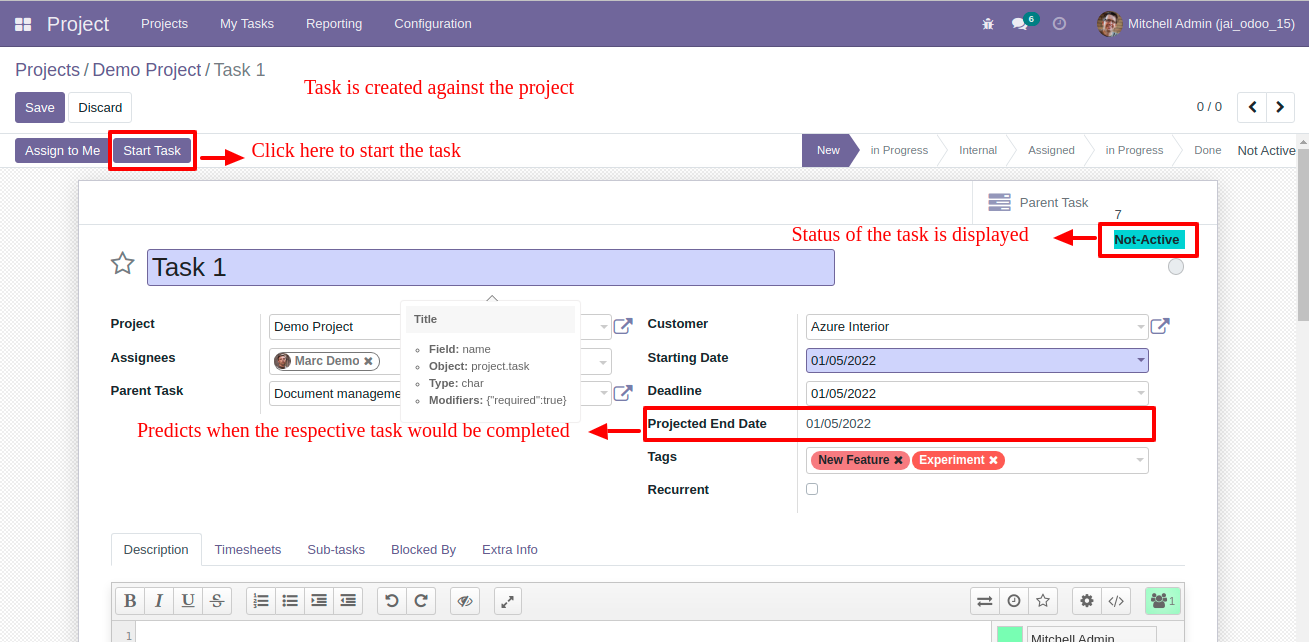 Project Projects My Tasks Reporting Configuration 6 Mitchell Admin (jai_odoo_15)
Projects / Demo Project / Task 1
Task is created against the project
Save Discard
0 / 0
Assign to Me Start Task
Click here to start the task
New in Progress Internal Assigned in Progress Done Not Active
Parent Task
7
Status of the task is displayed
Not-Active
Task 1
Title
Field: name
Object: project.task
Type: char
Modifiers: {"required":true}
Project Demo Project
Assignees Marc Demo ✖
Parent Task Document manageme
Customer Azure Interior
Starting Date 01/05/2022
Deadline 01/05/2022
Projected End Date 01/05/2022
Predicts when the respective task would be completed
Tags New Feature ✖ Experiment ✖
Recurrent
Description Timesheets Sub-tasks Blocked By Extra Info
B I U S 1
1
Mitchell Admin